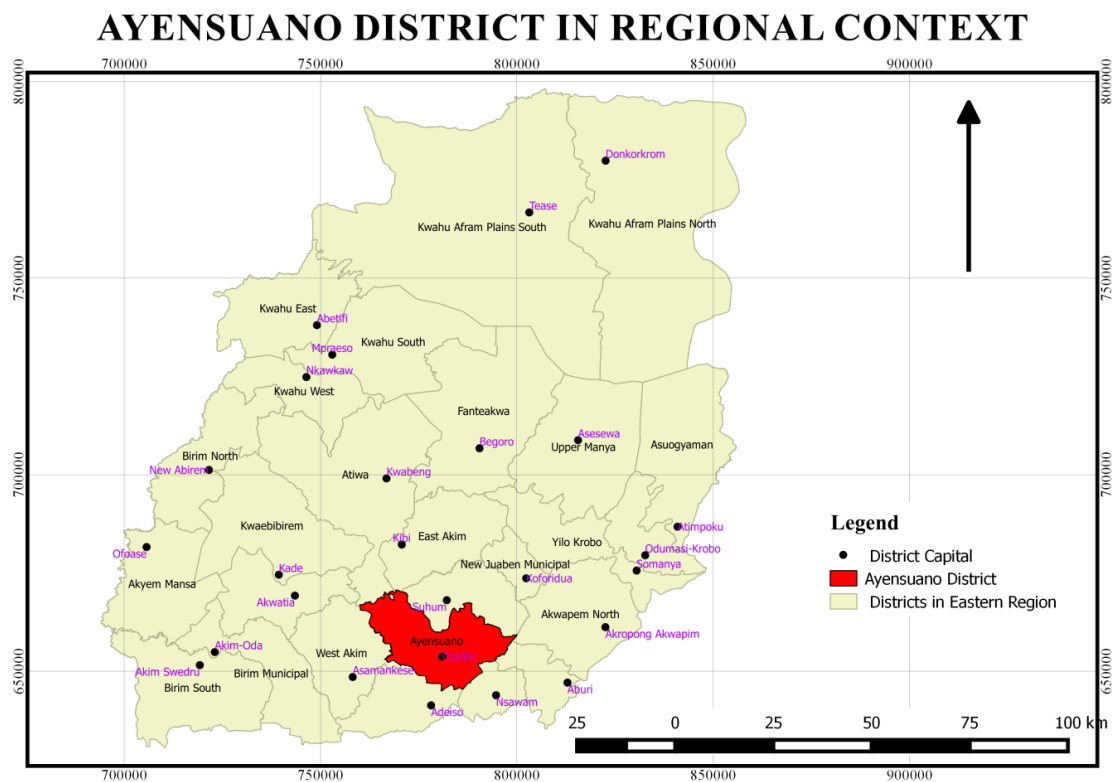 AYENSUANO DISTRICT IN REGIONAL CONTEXT
700000 750000 800000 850000 900000
800000 800000
Donkorkrom
Tease
Kwahu Afram Plains South
Kwahu Afram Plains North
750000 750000
Kwahu East
Abetifi
Kwahu South
Mpraeso
Nkawkaw
Kwahu West
Fanteakwa
Asesewa
Begoro
Upper Manya
Asuogyaman
Birim North
New Abirem
Atiwa
Kwabeng
700000 700000
Kwaebibirem
Atimpoku
Legend
Kibi
East Akim
Yilo Krobo
Odumasi-Krobo
Ofoase
District Capital
New Juaben Municipal
Somanya
Kade
Koforidua
Akyem Mansa
Ayensuano District
Akwatia
Suhum
Districts in Eastern Region
Akwapem North
Akropong Akwapim
Ayensuano
Akim-Oda
West Akim
Akim Swedru
Birim Municipal
Asamankese
650000 650000
Birim South
Aburi
Nsawam
Adeiso
25 0 25 50 75 100 km
700000 750000 800000 850000 900000